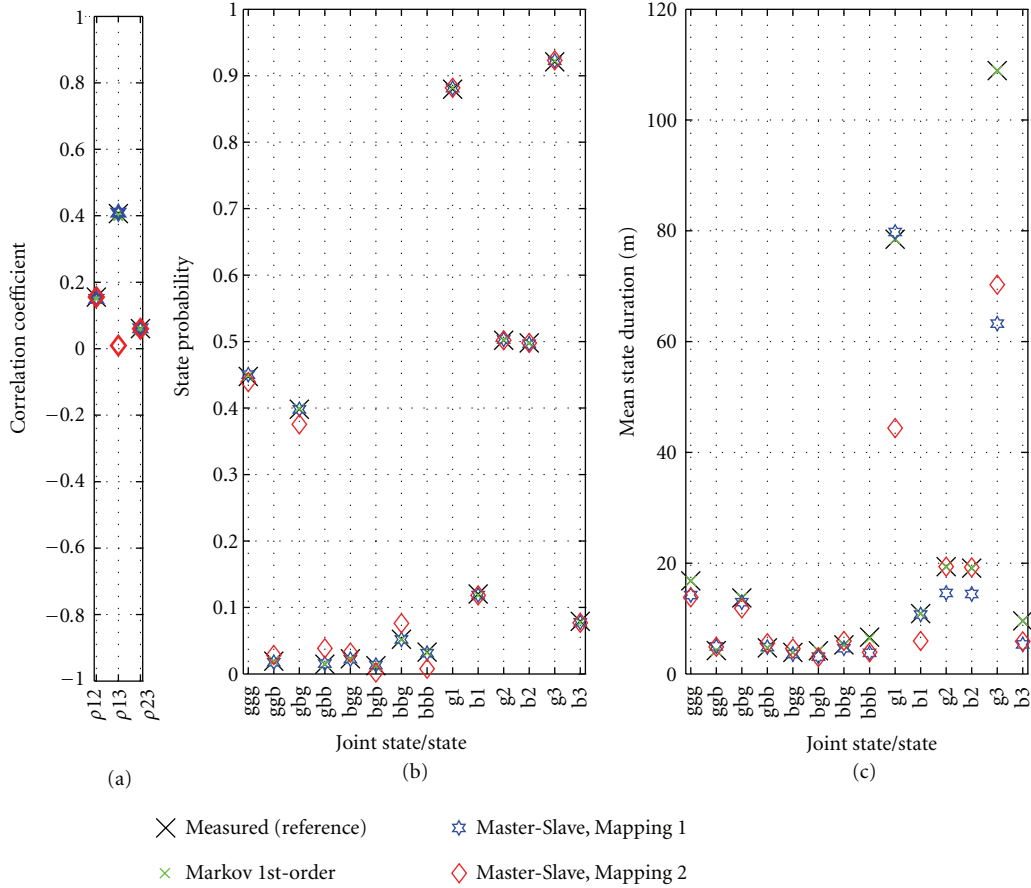 1
0.8
0.6
0.4
0.2
0
−0.2
−0.4
−0.6
−0.8
−1
Correlation coefficient
ρ12
ρ13
ρ23
(a)
1
0.9
0.8
0.7
0.6
0.5
0.4
0.3
0.2
0.1
0
State probability
ggg
ggb
gbg
gbb
bgg
bgb
bbg
bbb
g1
b1
g2
b2
g3
b3
Joint state/state
(b)
120
100
80
60
40
20
0
Mean state duration (m)
ggg
ggb
gbg
gbb
bgg
bgb
bbg
bbb
g1
b1
g2
b2
g3
b3
Joint state/state
(c)
Measured (reference)
Markov 1st-order
Master-Slave, Mapping 1
Master-Slave, Mapping 2